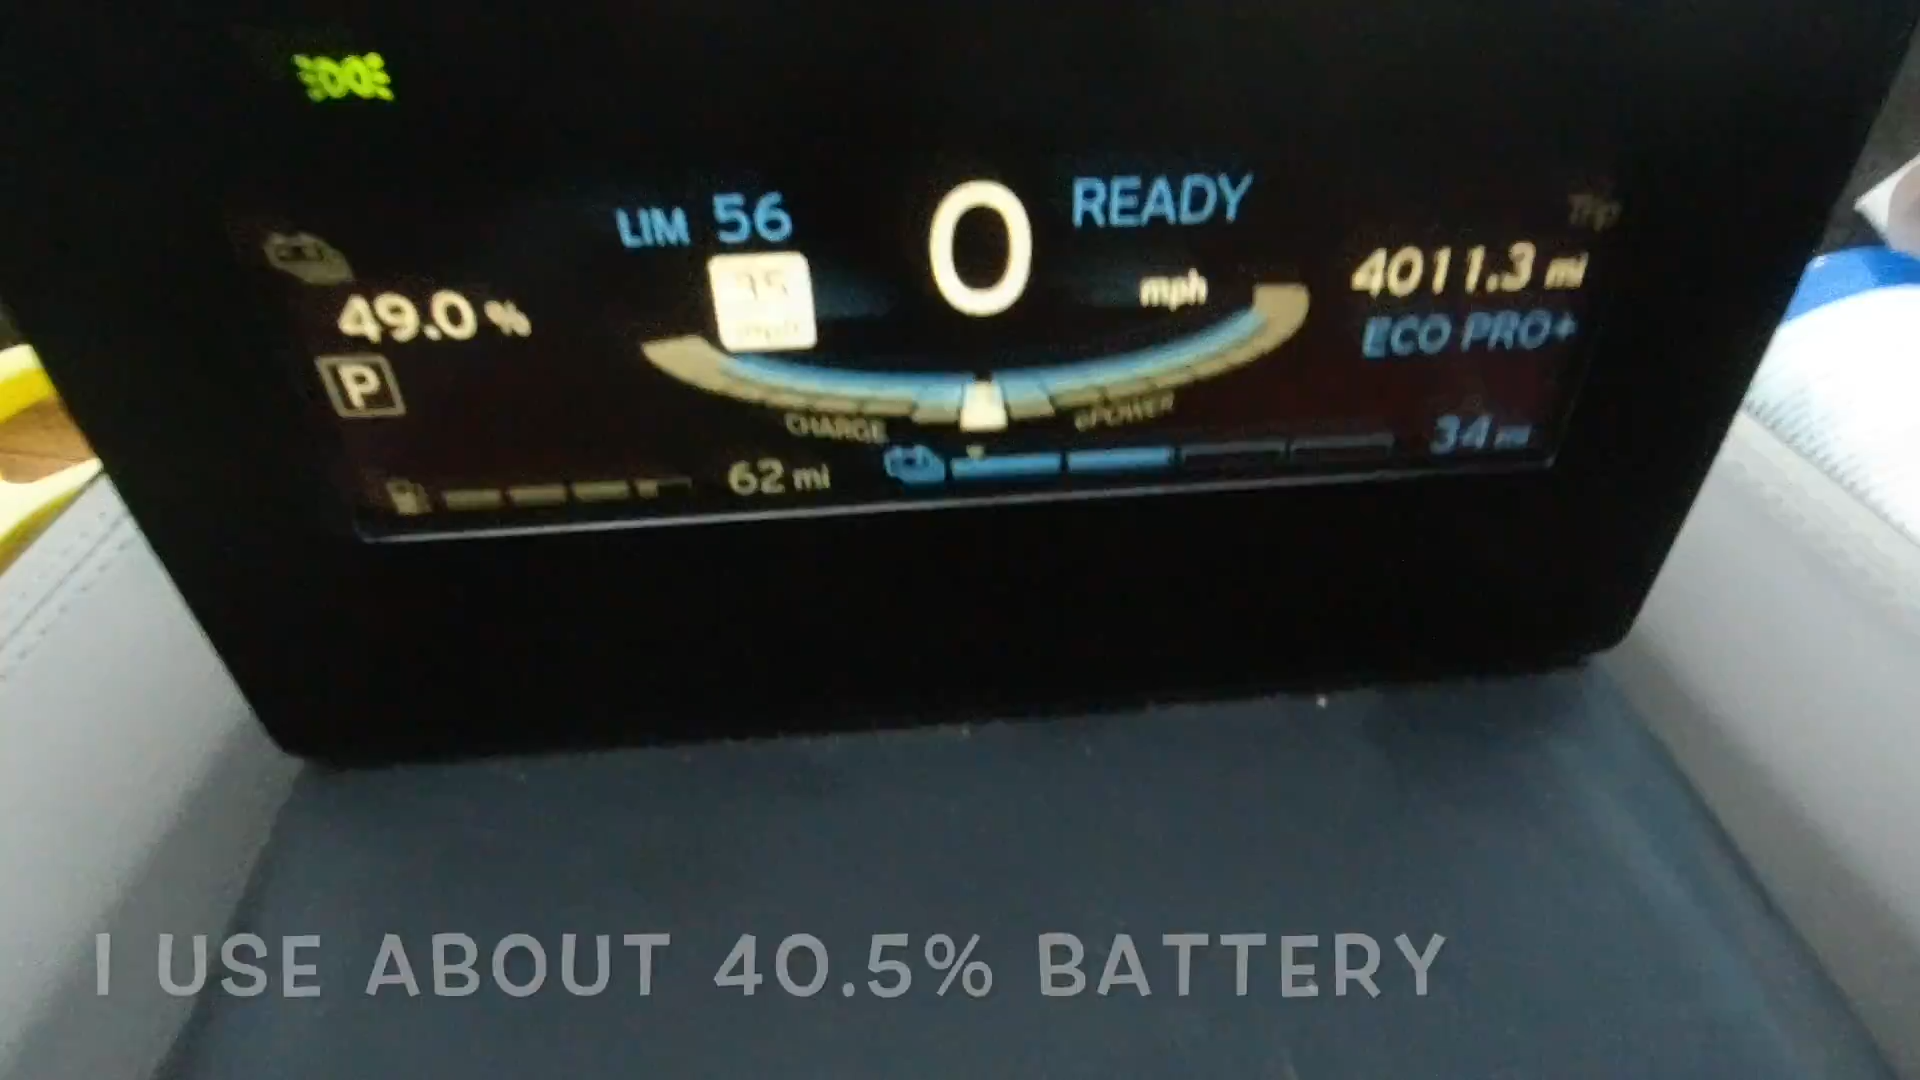 LIM 56
0
READY
mph
Trip
49.0 %
4011.3 mi
ECO PRO+
P
CHARGE
ePOWER
62 mi
34 mi
I USE ABOUT 40.5% BATTERY